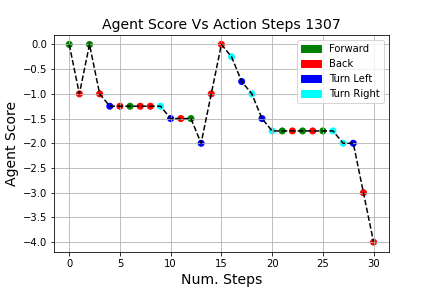 Agent Score Vs Action Steps 1307
Forward
Back
Turn Left
Turn Right
0.0
−0.5
−1.0
−1.5
−2.0
−2.5
−3.0
−3.5
−4.0
Agent Score
0 5 10 15 20 25 30
Num. Steps